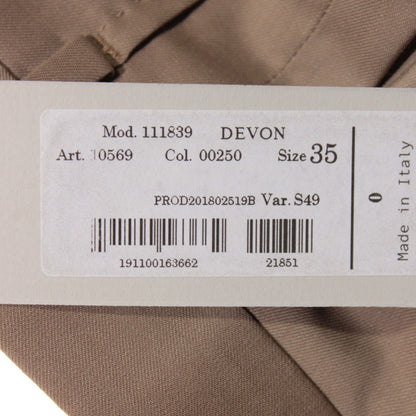 Mod. 111839 DEVON
Art. 10569 Col. 00250 Size 35
PROD201802519B Var. S49
191100163662 21851
0
Made in Italy